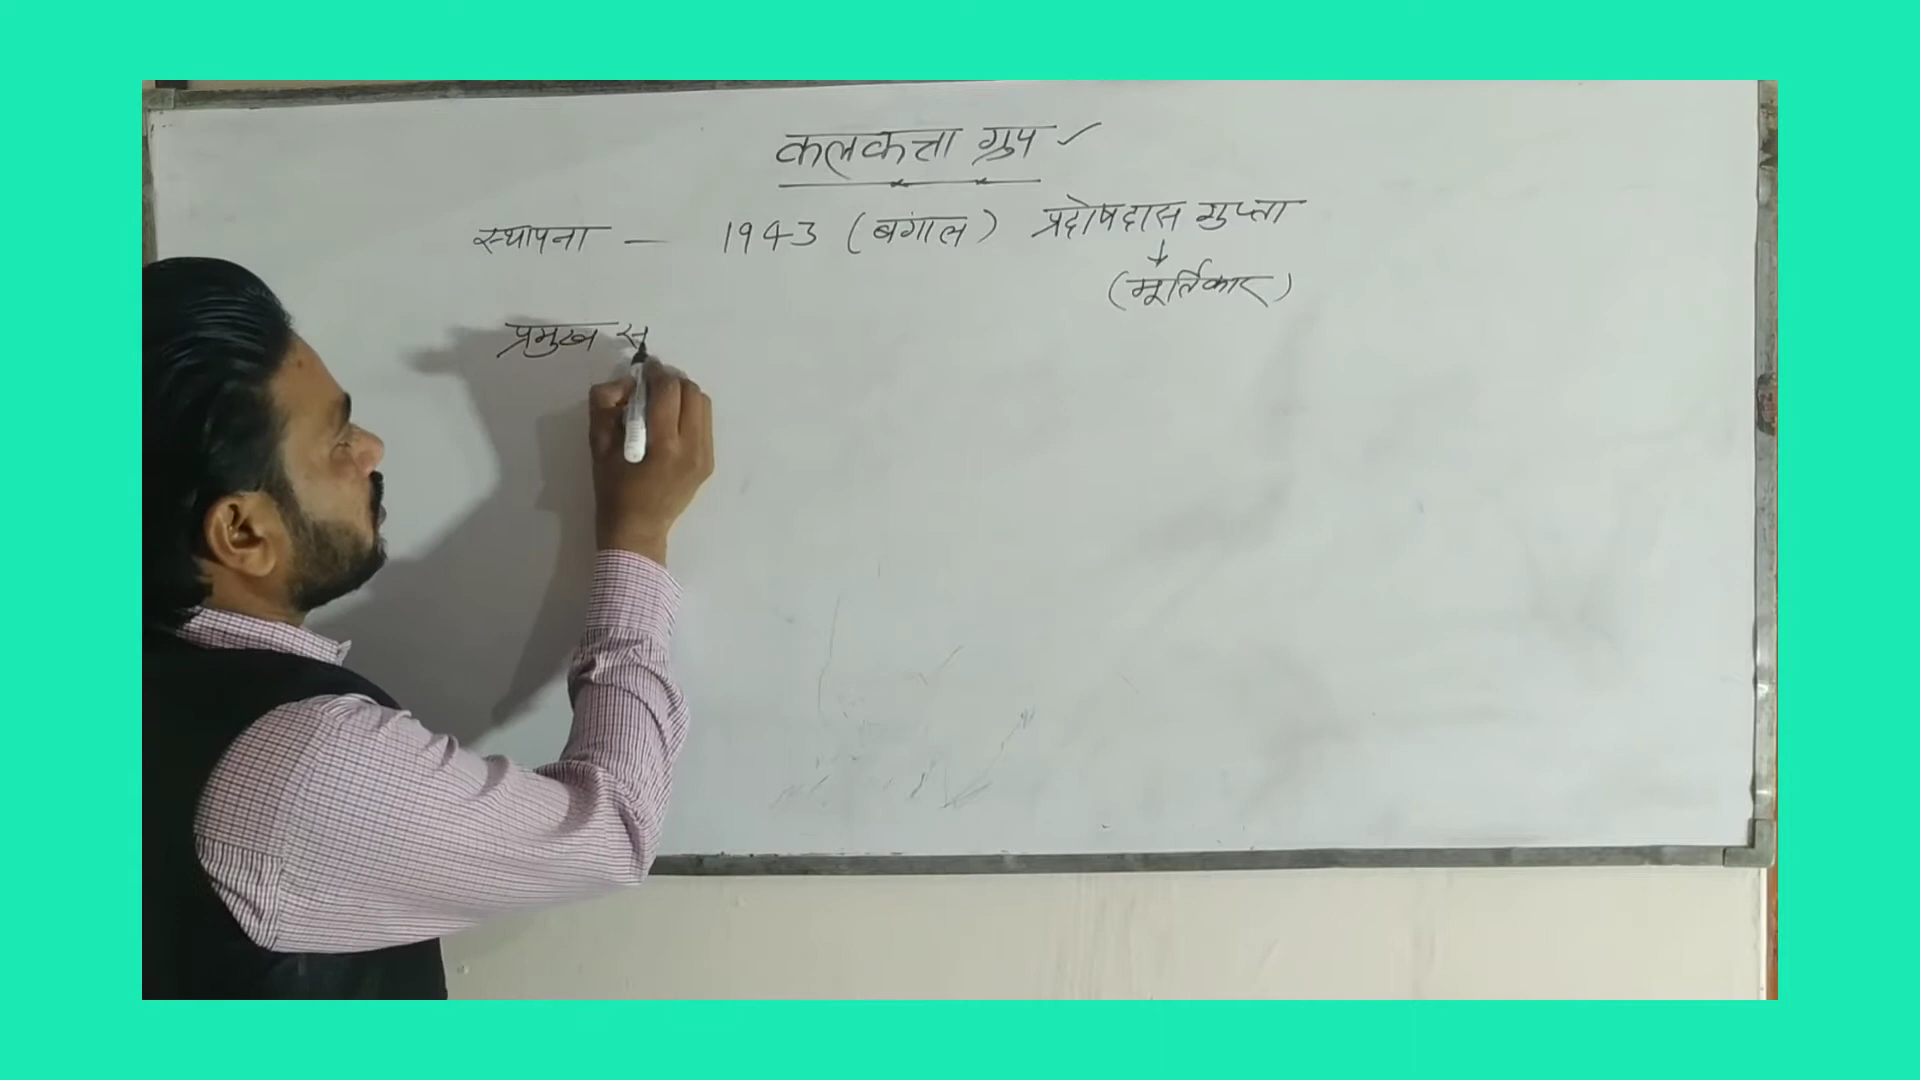 कलकत्ता ग्रुप
स्थापना — 1943 (बंगाल) प्रदोषदास गुप्ता
(मूर्तिकार)
प्रमुख स